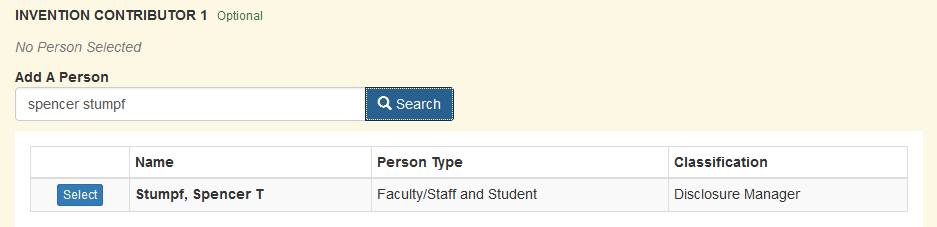 INVENTION CONTRIBUTOR 1 Optional
No Person Selected
Add A Person
spencer stumpf Search
Name Person Type Classification
Select Stumpf, Spencer T Faculty/Staff and Student Disclosure Manager